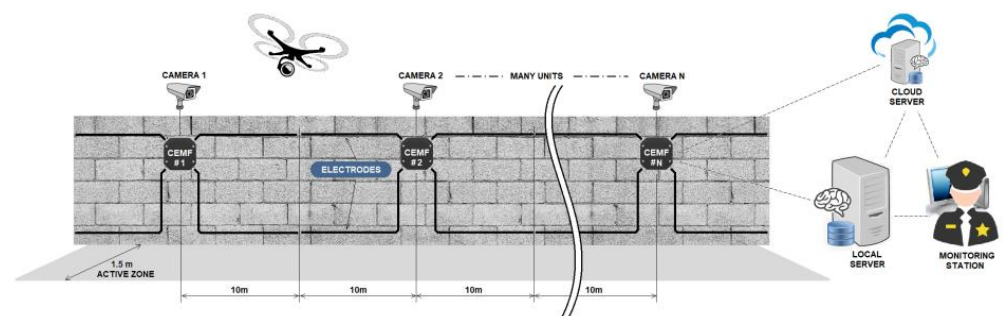 CAMERA 1
CAMERA 2
MANY UNITS
CAMERA N
CLOUD
SERVER
CEMF
#1
ELECTRODES
CEMF
#2
CEMF
#N
1.5 m
ACTIVE ZONE
10m
10m
10m
10m
LOCAL
SERVER
MONITORING
STATION